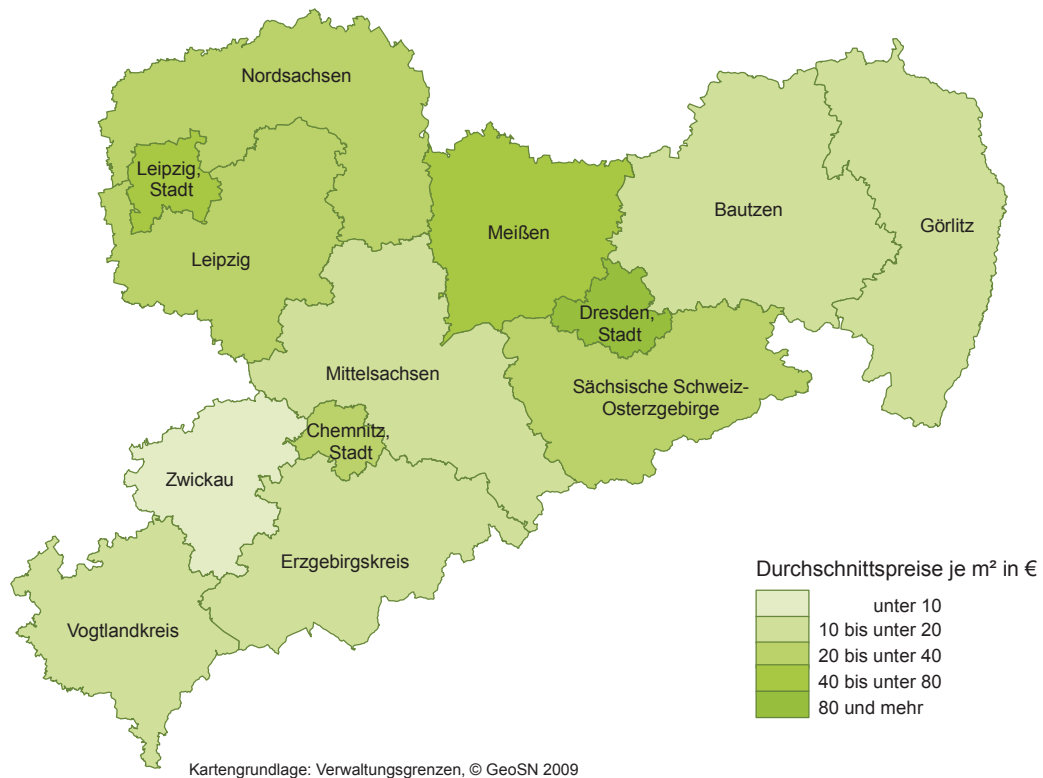 Nordsachsen
Leipzig,
Stadt
Bautzen
Görlitz
Meißen
Leipzig
Dresden,
Stadt
Mittelsachsen
Sächsische Schweiz-
Osterzgebirge
Chemnitz,
Stadt
Zwickau
Erzgebirgskreis
Vogtlandkreis
Durchschnittspreise je m² in €
unter 10
10 bis unter 20
20 bis unter 40
40 bis unter 80
80 und mehr
Kartengrundlage: Verwaltungsgrenzen, © GeoSN 2009